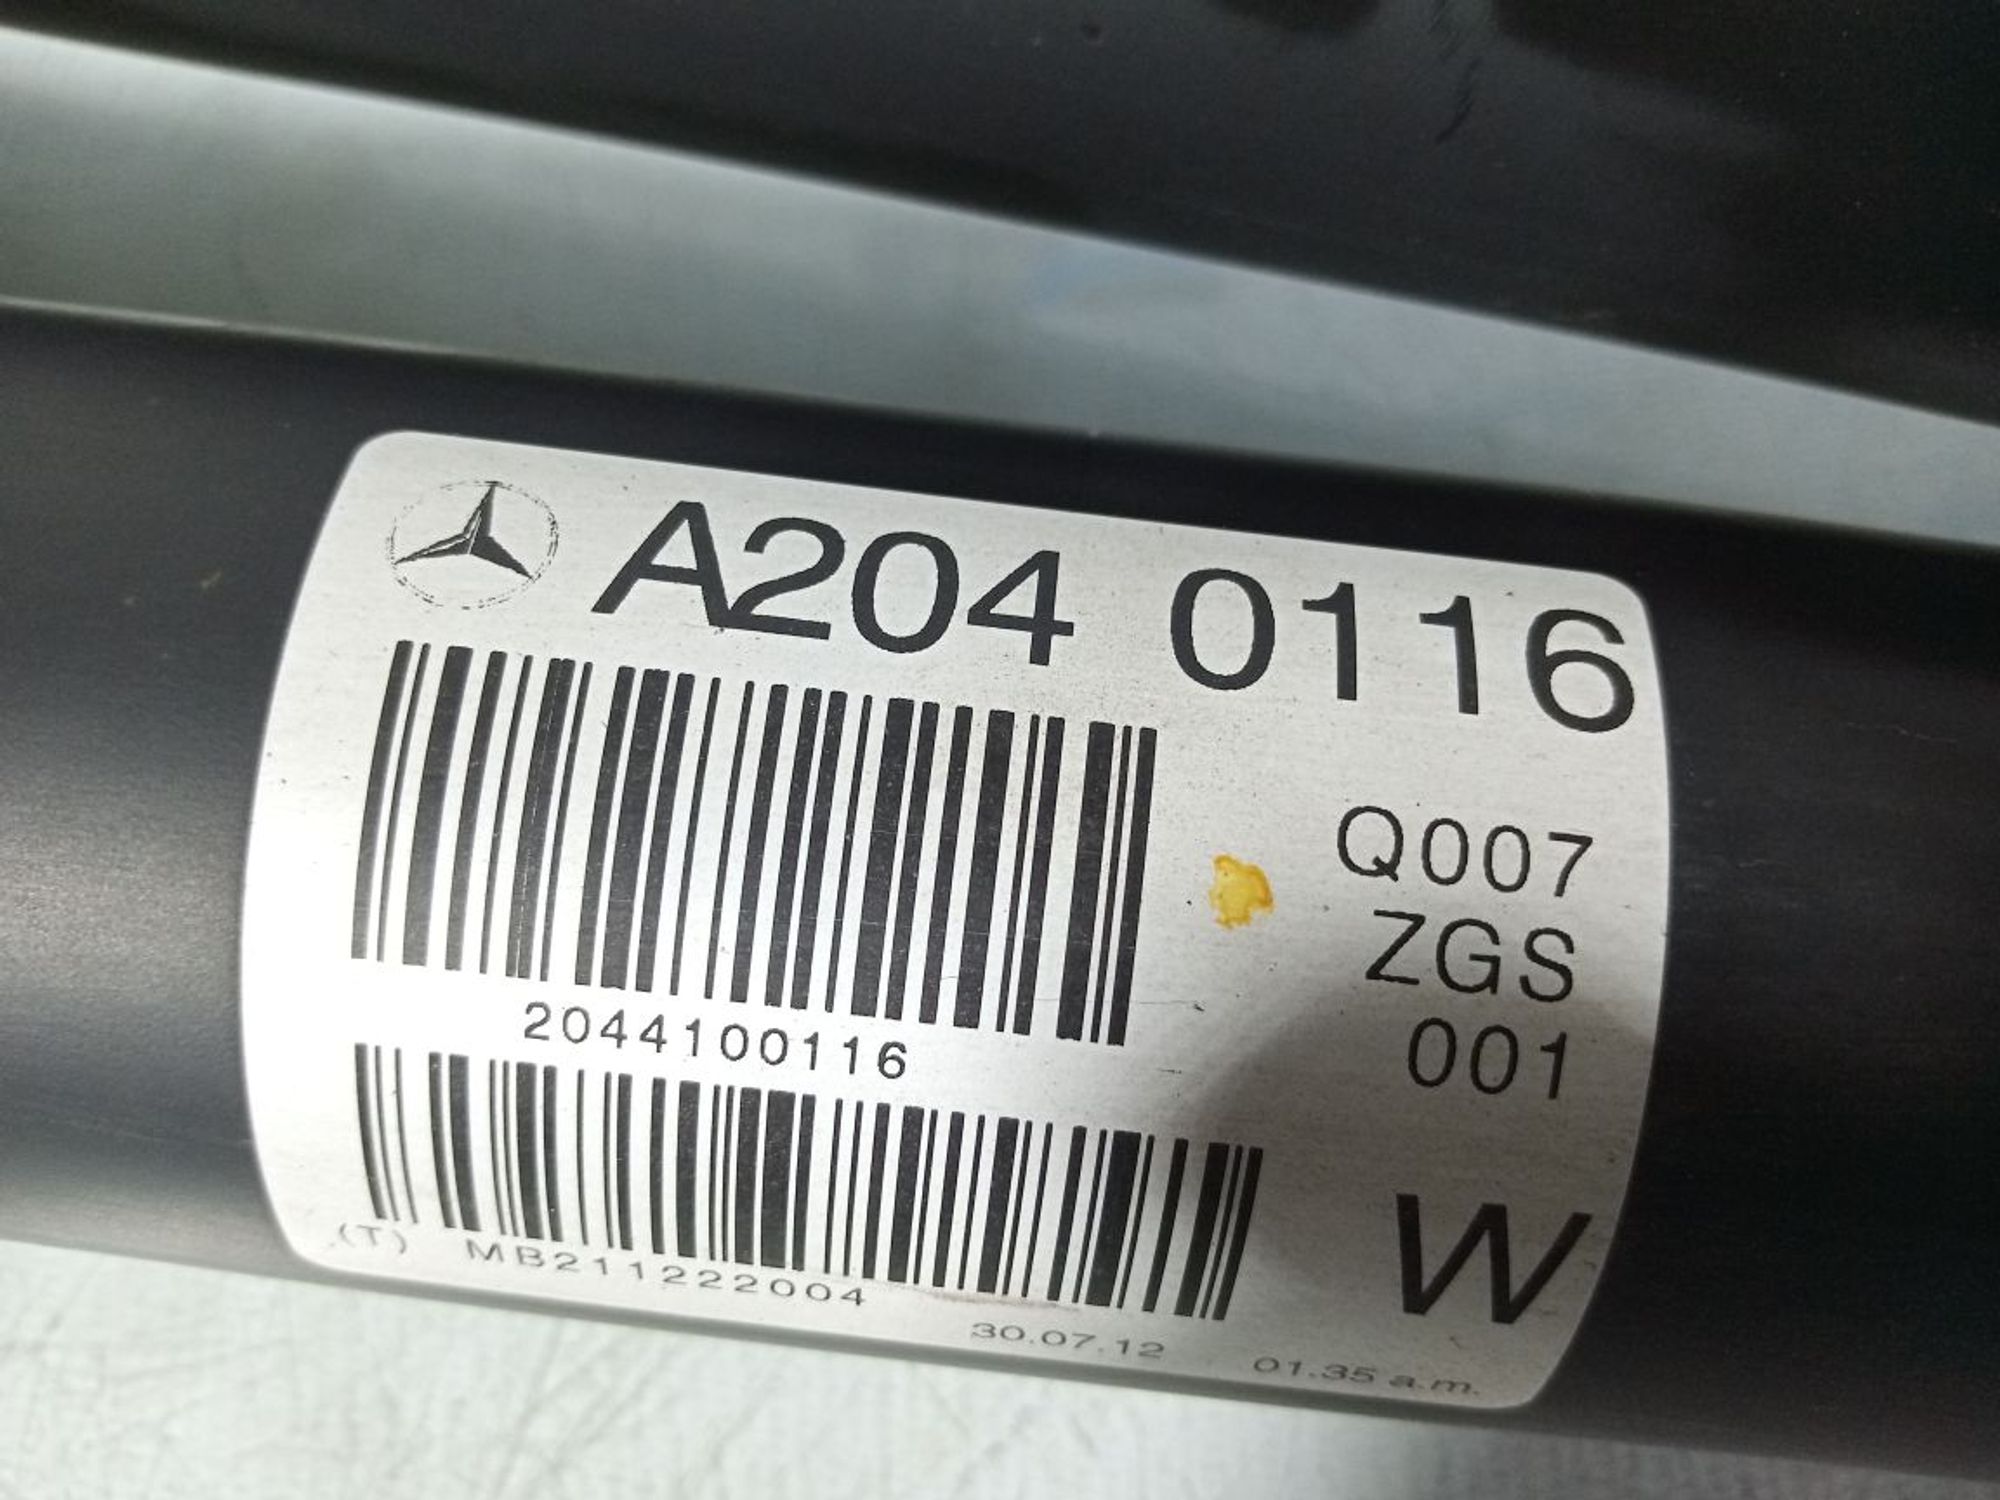 A204 0116
Q007
ZGS
001
2044100116
W
(T) MB211222004
30.07.12 01.35 a.m.